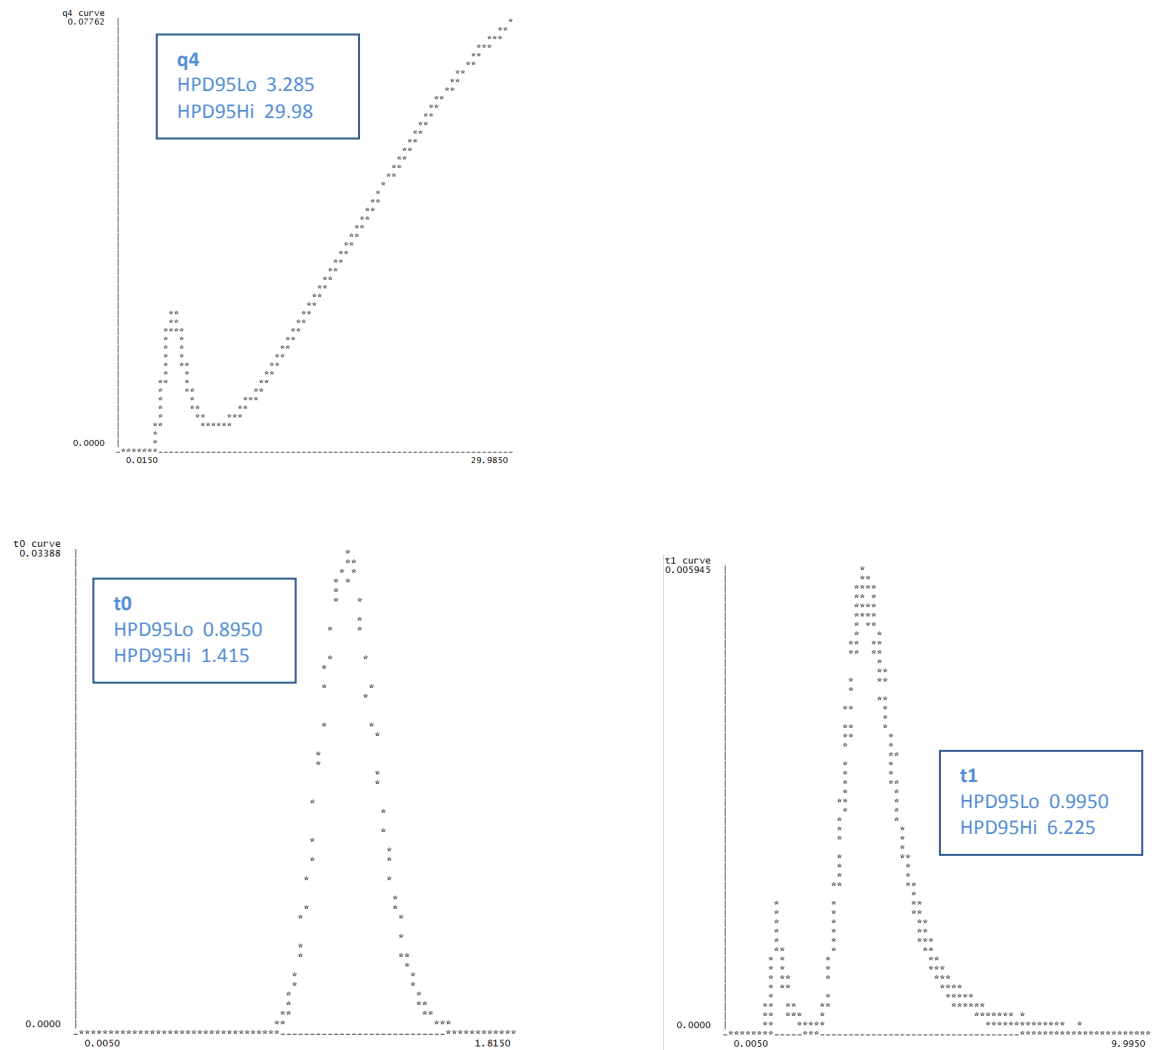 q4 curve
0.07762
q4
HPD95Lo 3.285
HPD95Hi 29.98
0.0000
0.0150 29.9850
t0 curve
0.03388
t0
HPD95Lo 0.8950
HPD95Hi 1.415
0.0000
0.0050 1.8150
t1 curve
0.005945
t1
HPD95Lo 0.9950
HPD95Hi 6.225
0.0000
0.0050 9.9950